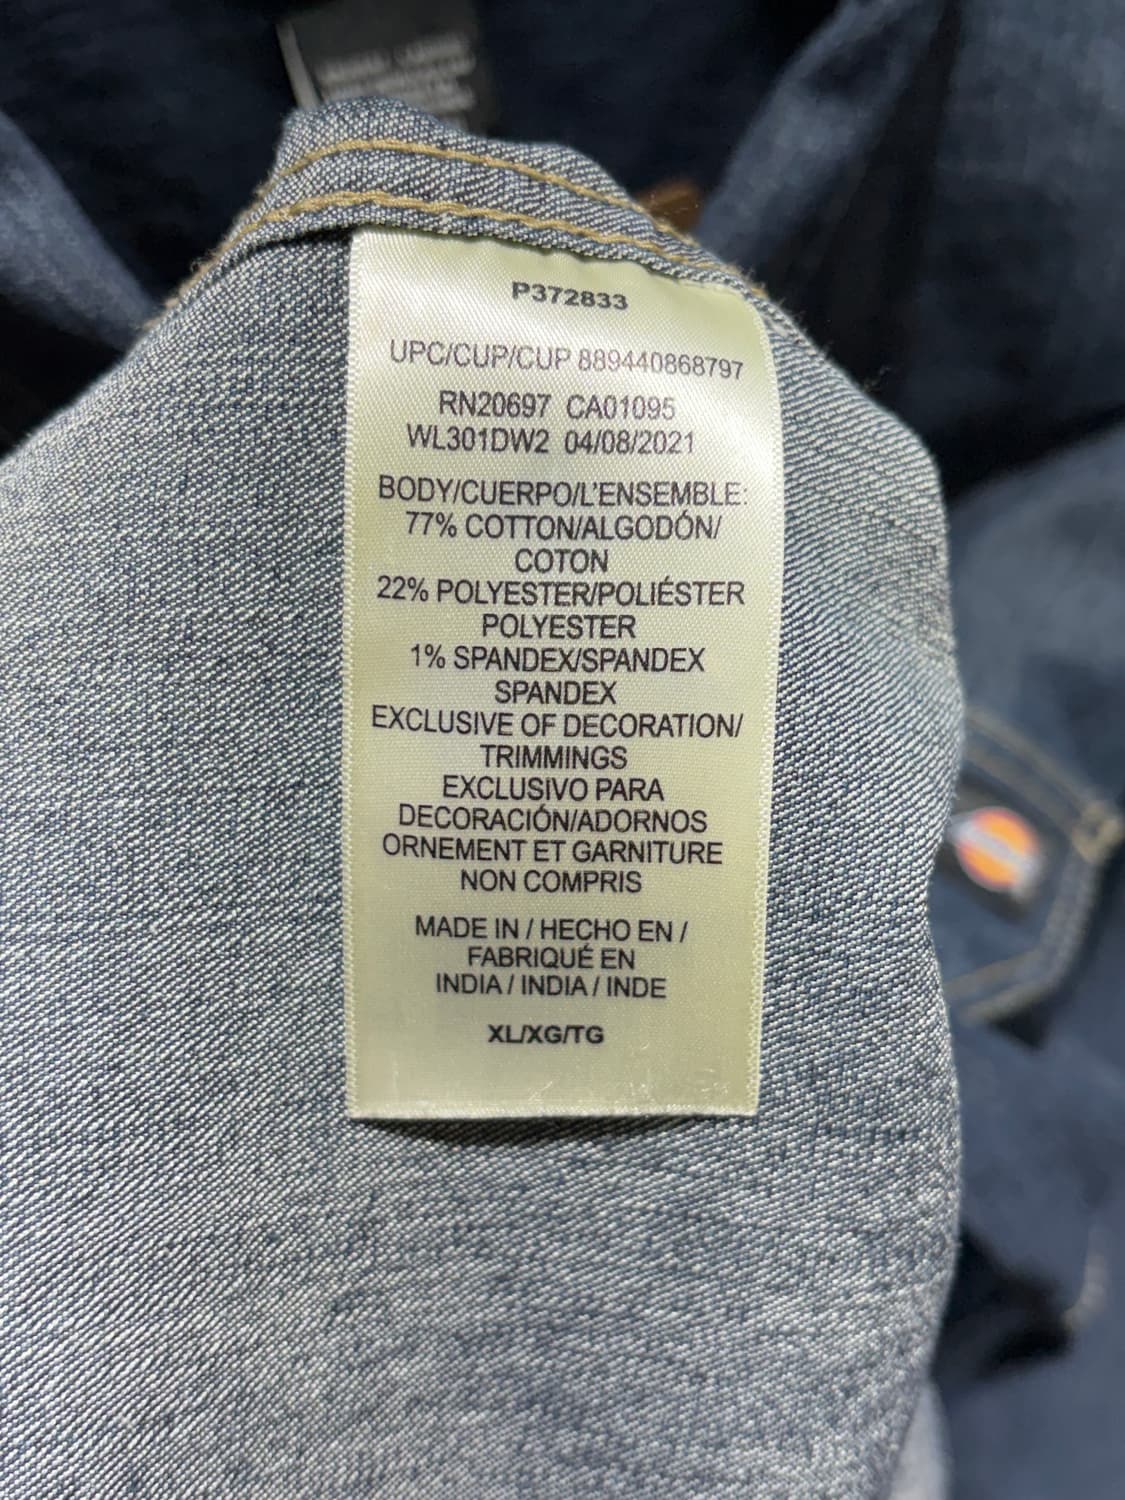 P372833
UPC/CUP/CUP 889440868797
RN20697 CA01095
WL301DW2 04/08/2021
BODY/CUERPO/L'ENSEMBLE:
77% COTTON/ALGODÓN/
COTON
22% POLYESTER/POLIÉSTER
POLYESTER
1% SPANDEX/SPANDEX
SPANDEX
EXCLUSIVE OF DECORATION/
TRIMMINGS
EXCLUSIVO PARA
DECORACIÓN/ADORNOS
ORNEMENT ET GARNITURE
NON COMPRIS
MADE IN / HECHO EN /
FABRIQUÉ EN
INDIA / INDIA / INDE
XL/XG/TG